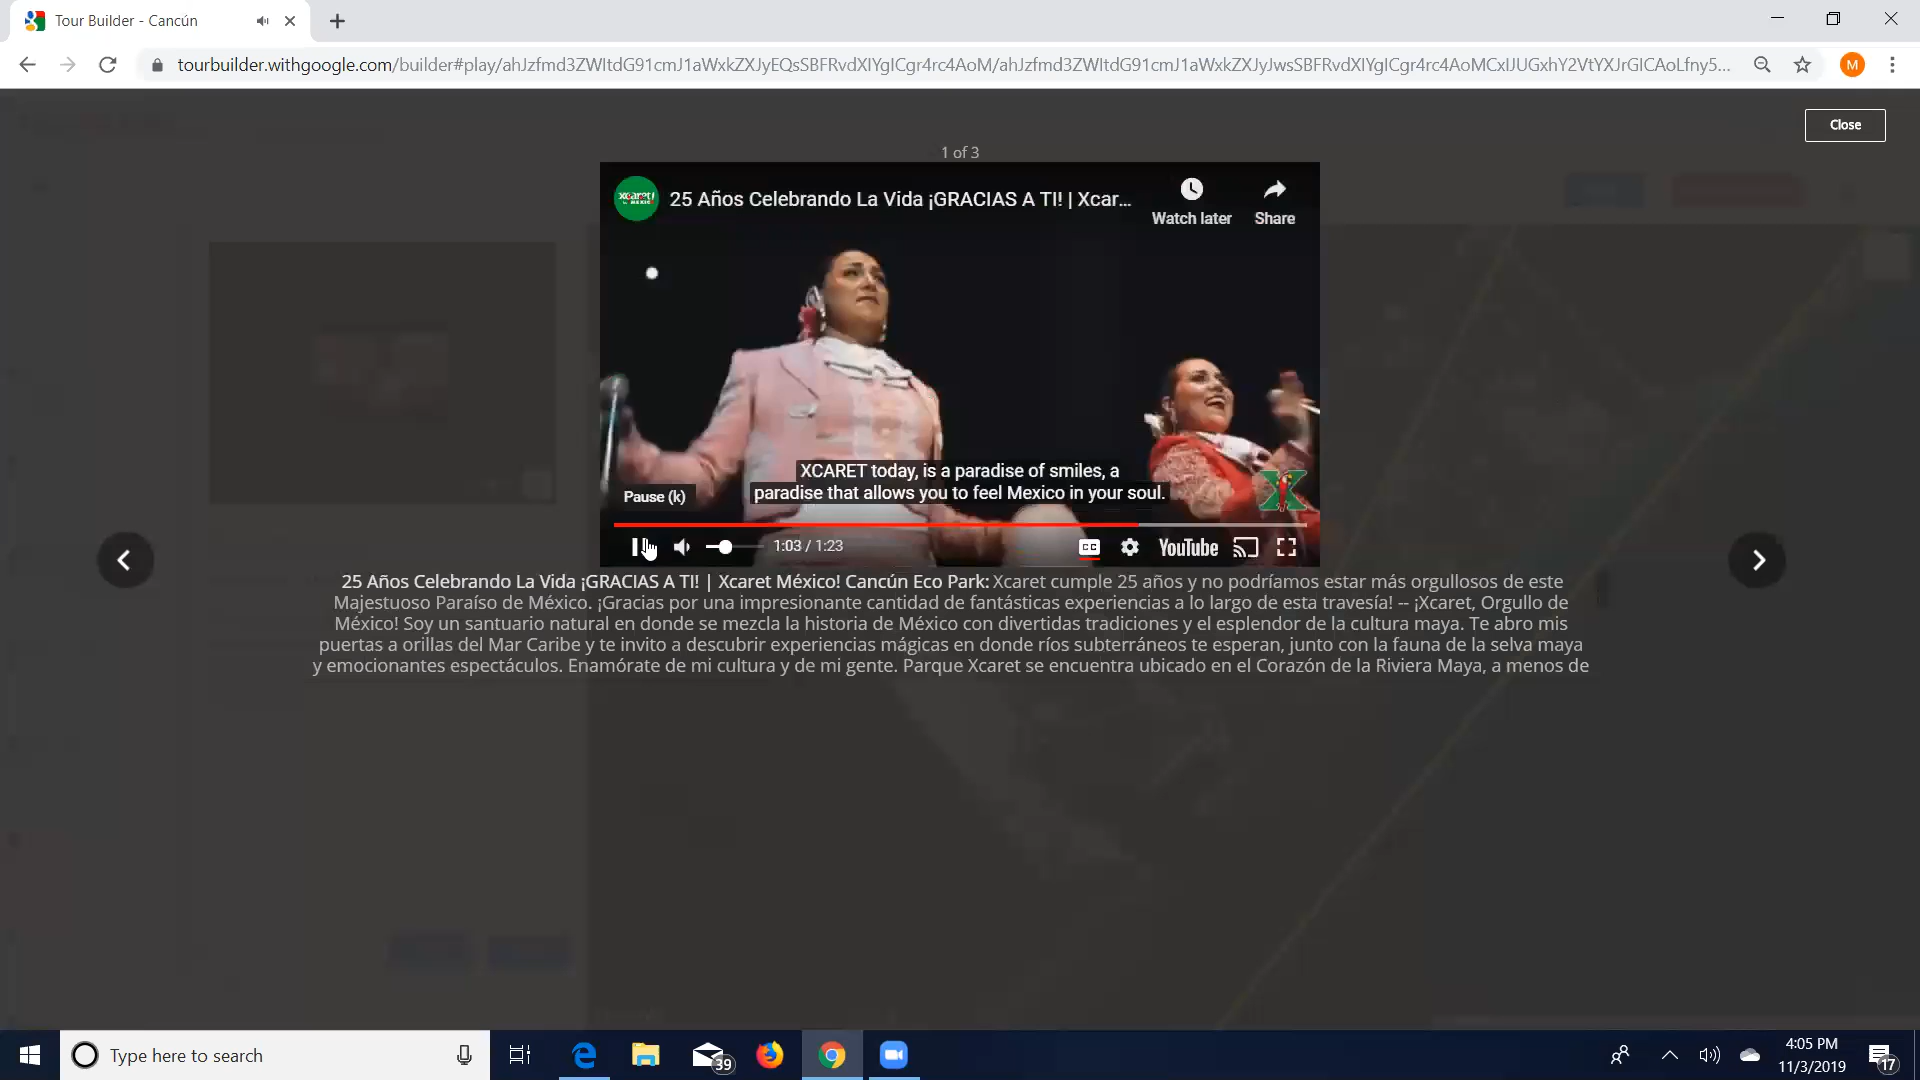 Tour Builder - Cancún
tourbuilder.withgoogle.com/builder#play/ahJzfmd3ZWItdG91cmJ1aWxkZXJyEQsSBFRvdXIYgICgr4rc4AoM/ahJzfmd3ZWItdG91cmJ1aWxkZXJyJwsSBFRvdXIYgICgr4rc4AoMCxIJUGxhY2VtYXJrGICAoLfny5...
M
Close
1 of 3
xcaret!
MÉXICO
25 Años Celebrando La Vida ¡GRACIAS A TI! | Xcar...
Watch later
Share
XCARET today, is a paradise of smiles, a
paradise that allows you to feel Mexico in your soul.
Pause (k)
1:03 / 1:23
CC
YouTube
25 Años Celebrando La Vida ¡GRACIAS A TI! | Xcaret México! Cancún Eco Park: Xcaret cumple 25 años y no podríamos estar más orgullosos de este
Majestuoso Paraíso de México. ¡Gracias por una impresionante cantidad de fantásticas experiencias a lo largo de esta travesía! -- ¡Xcaret, Orgullo de
México! Soy un santuario natural en donde se mezcla la historia de México con divertidas tradiciones y el esplendor de la cultura maya. Te abro mis
puertas a orillas del Mar Caribe y te invito a descubrir experiencias mágicas en donde ríos subterráneos te esperan, junto con la fauna de la selva maya
y emocionantes espectáculos. Enamórate de mi cultura y de mi gente. Parque Xcaret se encuentra ubicado en el Corazón de la Riviera Maya, a menos de
Type here to search
39
4:05 PM
11/3/2019
17